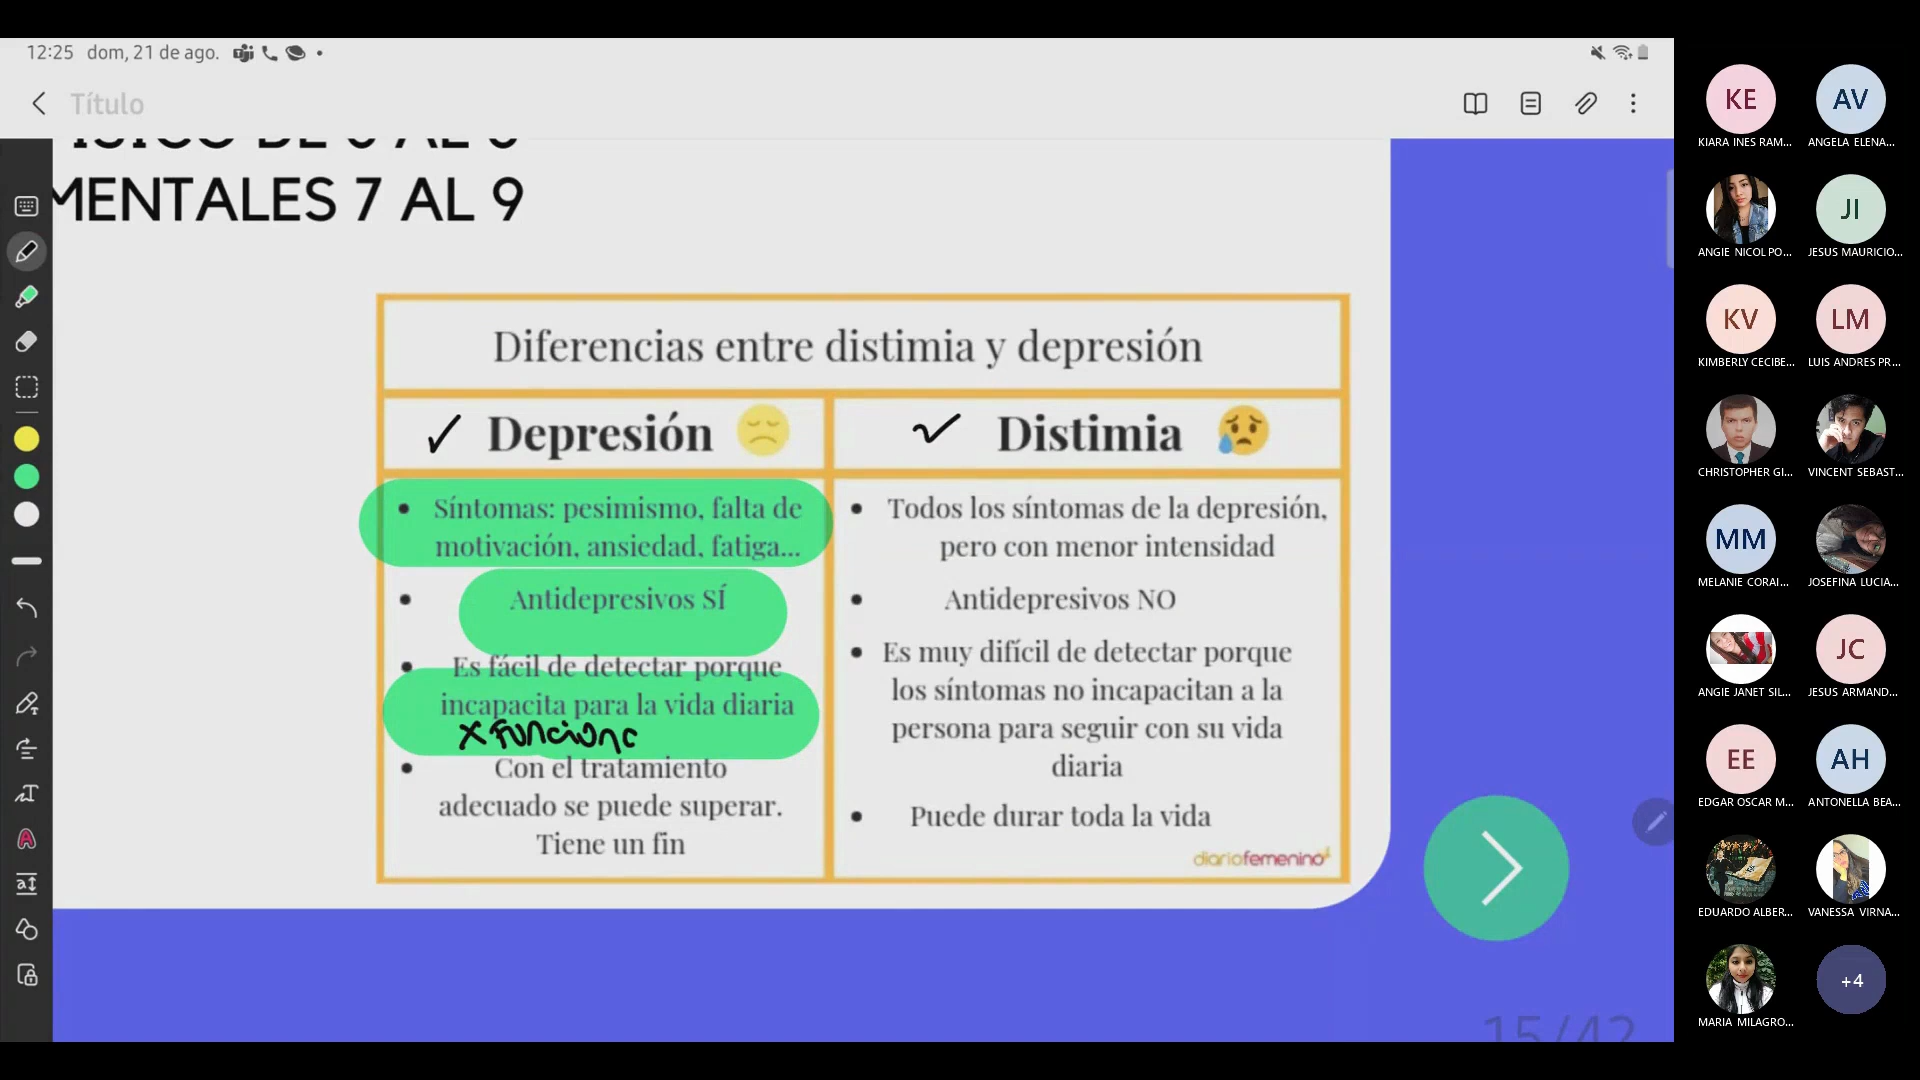 12:25 dom, 21 de ago.
Título
MENTALES 7 AL 9
Diferencias entre distimia y depresión
Depresión
Distimia
Síntomas: pesimismo, falta de
motivación, ansiedad, fatiga...
Antidepresivos SÍ
Es fácil de detectar porque
incapacita para la vida diaria
x funciona
Con el tratamiento
adecuado se puede superar.
Tiene un fin
Todos los síntomas de la depresión,
pero con menor intensidad
Antidepresivos NO
Es muy difícil de detectar porque
los síntomas no incapacitan a la
persona para seguir con su vida
diaria
Puede durar toda la vida
diariofemenino
15/42
KE
KIARA INES RAM...
AV
ANGELA ELENA...
ANGIE NICOL PO...
JI
JESUS MAURICIO...
KV
KIMBERLY CECIBE...
LM
LUIS ANDRES PR...
CHRISTOPHER GI...
VINCENT SEBAST...
MM
MELANIE CORAI...
JOSEFINA LUCIA...
ANGIE JANET SIL...
JC
JESUS ARMAND...
EE
EDGAR OSCAR M...
AH
ANTONELLA BEA...
EDUARDO ALBER...
VANESSA VIRNA...
MARIA MILAGRO...
+4